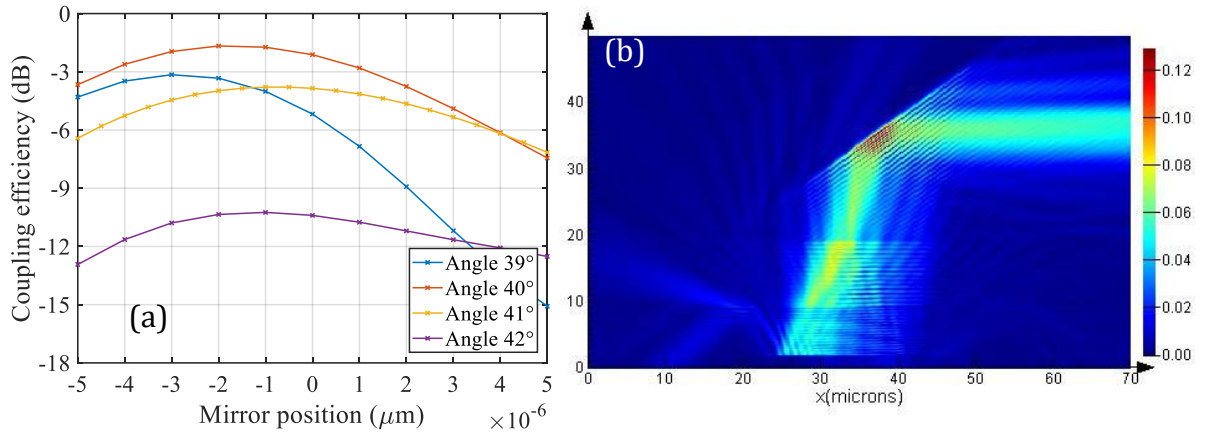 0
-3
-6
-9
-12
-15
-18
Coupling efficiency (dB)
(a)
Angle 39°
Angle 40°
Angle 41°
Angle 42°
-5 -4 -3 -2 -1 0 1 2 3 4 5
Mirror position (μm) ×10⁻⁶
(b)
40
30
20
10
0
0 10 20 30 40 50 60 70
x(microns)
0.12
0.10
0.08
0.06
0.04
0.02
0.00